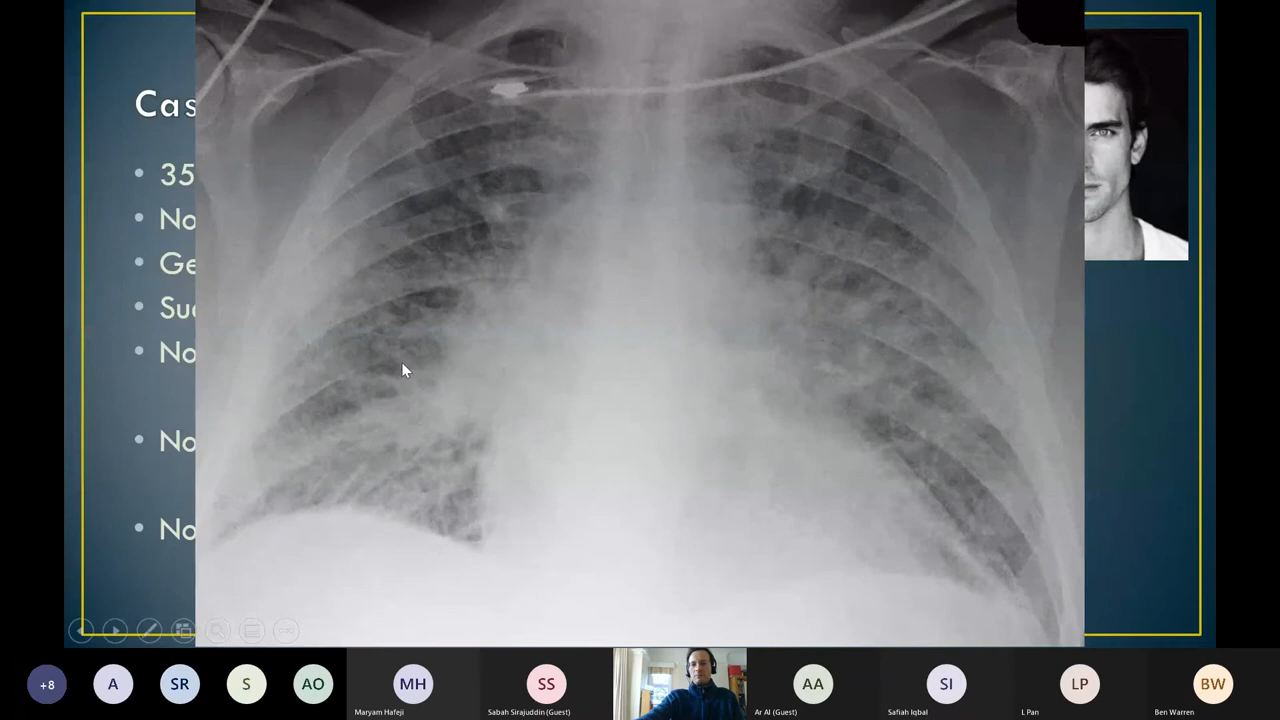 Cas
35
No
Ge
Suc
No
No
No
+8
A
SR
S
AO
MH
Maryam Hafeji
SS
Sabah Sirajuddin (Guest)
AA
Ar Al (Guest)
SI
Safiah Iqbal
LP
L Pan
BW
Ben Warren